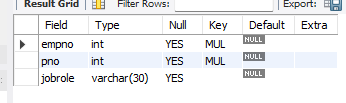 Result Grid Filter Rows: Export:
Field Type Null Key Default Extra
empno int YES MUL NULL
pno int YES MUL NULL
jobrole varchar(30) YES NULL